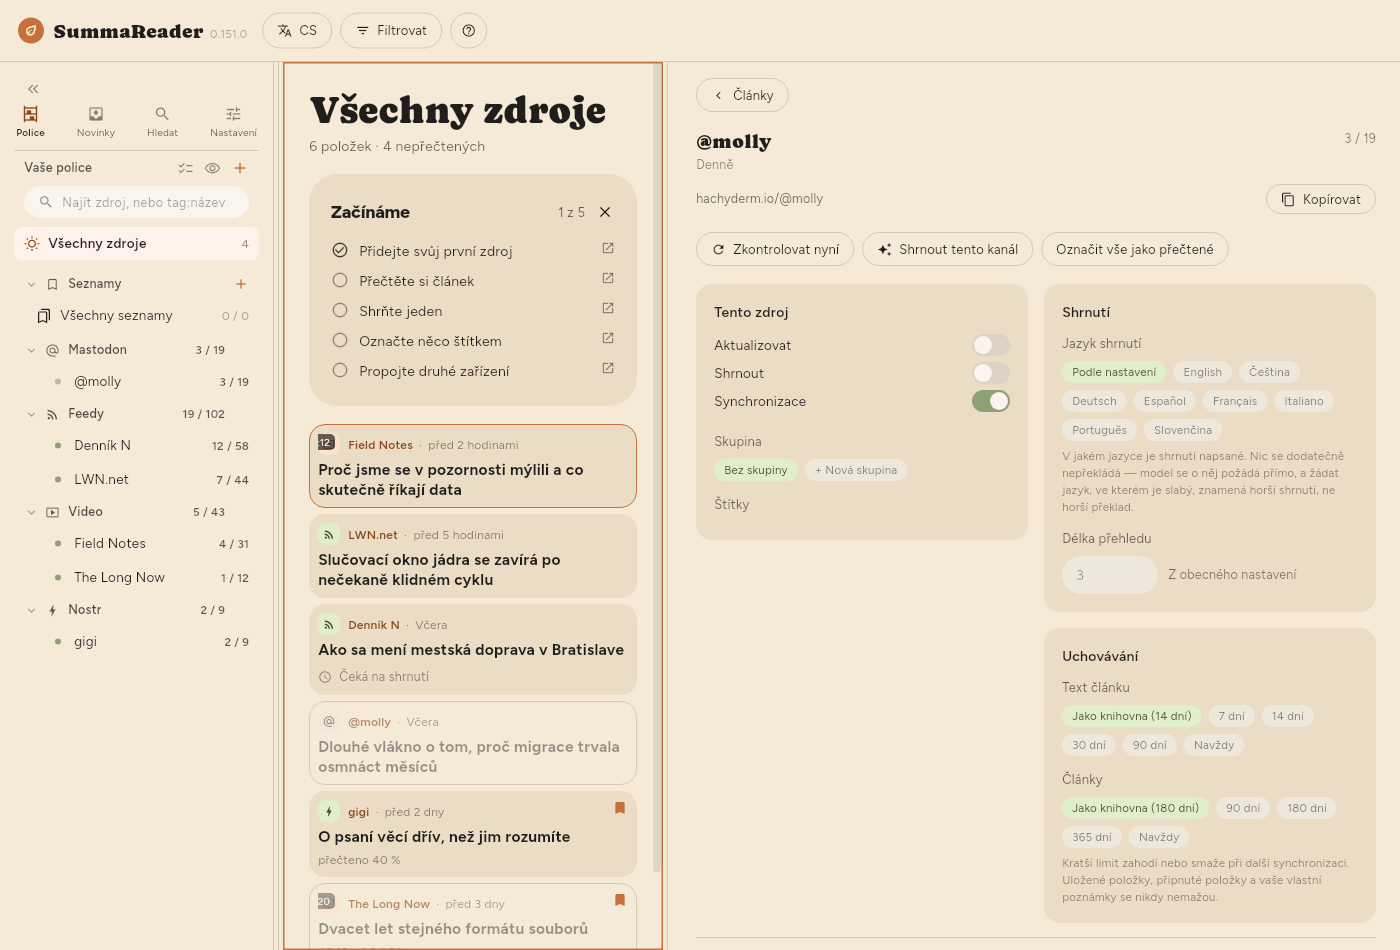 SummaReader 0.151.0
CS
Filtrovat
Police
Novinky
Hledat
Nastavení
Vaše police
Najít zdroj, nebo tag:název
Všechny zdroje 4
Seznamy
Všechny seznamy 0 / 0
Mastodon 3 / 19
@molly 3 / 19
Feedy 19 / 102
Denník N 12 / 58
LWN.net 7 / 44
Video 5 / 43
Field Notes 4 / 31
The Long Now 1 / 12
Nostr 2 / 9
gigi 2 / 9
Všechny zdroje
6 položek · 4 nepřečtených
Začínáme 1 z 5
Přidejte svůj první zdroj
Přečtěte si článek
Shrňte jeden
Označte něco štítkem
Propojte druhé zařízení
:12
Field Notes · před 2 hodinami
Proč jsme se v pozornosti mýlili a co
skutečně říkají data
LWN.net · před 5 hodinami
Slučovací okno jádra se zavírá po
nečekaně klidném cyklu
Denník N · Včera
Ako sa mení mestská doprava v Bratislave
Čeká na shrnutí
@molly · Včera
Dlouhé vlákno o tom, proč migrace trvala
osmnáct měsíců
gigi · před 2 dny
O psaní věcí dřív, než jim rozumíte
přečteno 40 %
20
The Long Now · před 3 dny
Dvacet let stejného formátu souborů
Články
@molly 3 / 19
Denně
hachyderm.io/@molly
Kopírovat
Zkontrolovat nyní
Shrnout tento kanál
Označit vše jako přečtené
Tento zdroj
Aktualizovat
Shrnout
Synchronizace
Skupina
Bez skupiny
+ Nová skupina
Štítky
Shrnutí
Jazyk shrnutí
Podle nastavení English Čeština
Deutsch Español Français Italiano
Português Slovenčina
V jakém jazyce je shrnutí napsané. Nic se dodatečně
nepřekládá — model se o něj požádá přímo, a žádat
jazyk, ve kterém je slabý, znamená horší shrnutí, ne
horší překlad.
Délka přehledu
3 Z obecného nastavení
Uchovávání
Text článku
Jako knihovna (14 dní) 7 dní 14 dní
30 dní 90 dní Navždy
Články
Jako knihovna (180 dní) 90 dní 180 dní
365 dní Navždy
Kratší limit zahodí nebo smaže při další synchronizaci.
Uložené položky, připnuté položky a vaše vlastní
poznámky se nikdy nemažou.